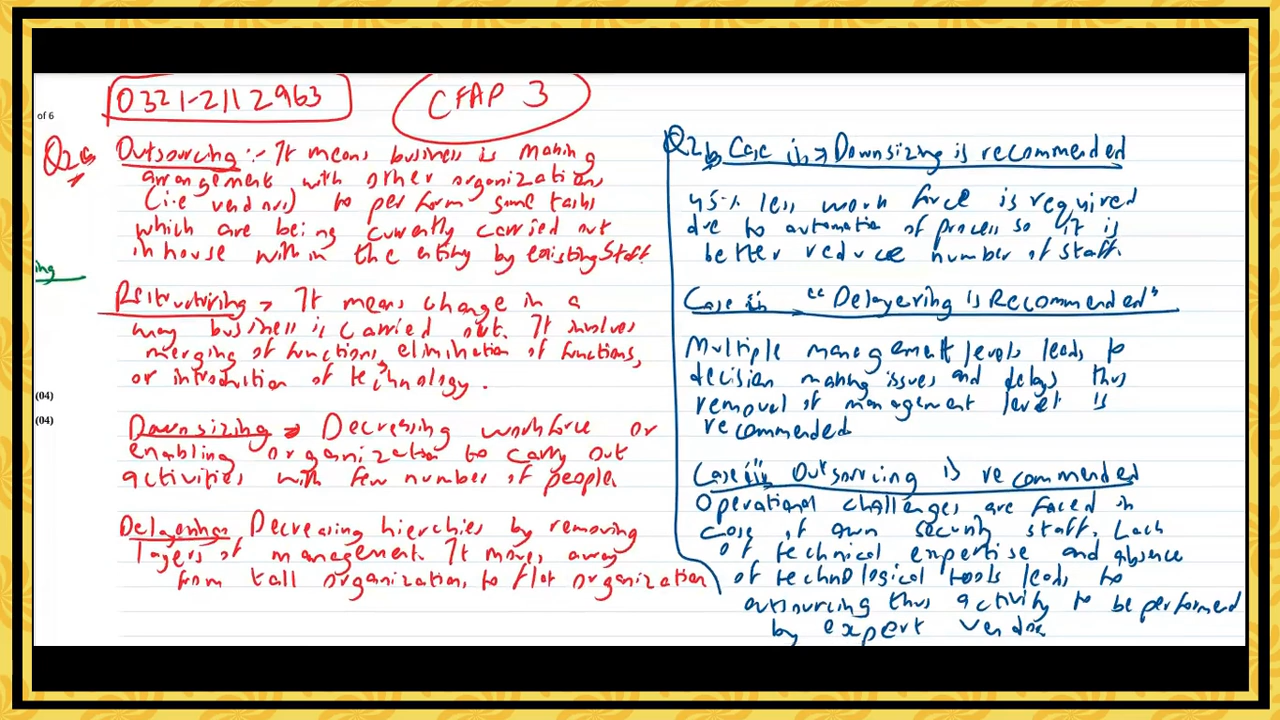 0321-2112963
CFAP 3
of 6
Q2a
Outsourcing :- It means business is making
arrangement with other organizations
(i.e vendors) to perform some tasks
which are being currently carried out
in house with in the entity by existing Staff.
ing
Restructuring → It means change in a
way business is carried out. It involves
merging of functions, elimination of functions,
or introduction of technology.
(04)
(04)
Downsizing → Decreasing workforce or
enabling organization to carry out
activities with few number of people.
Decreasing hierchies by removing
layers of management. It moves away
from tall organization, to flat organization
Q2 b Case i → Downsizing is recommended
45% less work force is required
due to automation of process so it is
better reduce number of staff.
Case ii "Delayering is Recommended"
Multiple management levels leads to
decision making issues and delays thus
removal of management level is
recommended
Case iii Outsourcing is recommended
Operational challenges are faced in
case of own security staff. Lack
of technical expertise and absence
of technological tools leads to
outsourcing thus activity to be performed
by expert vendor